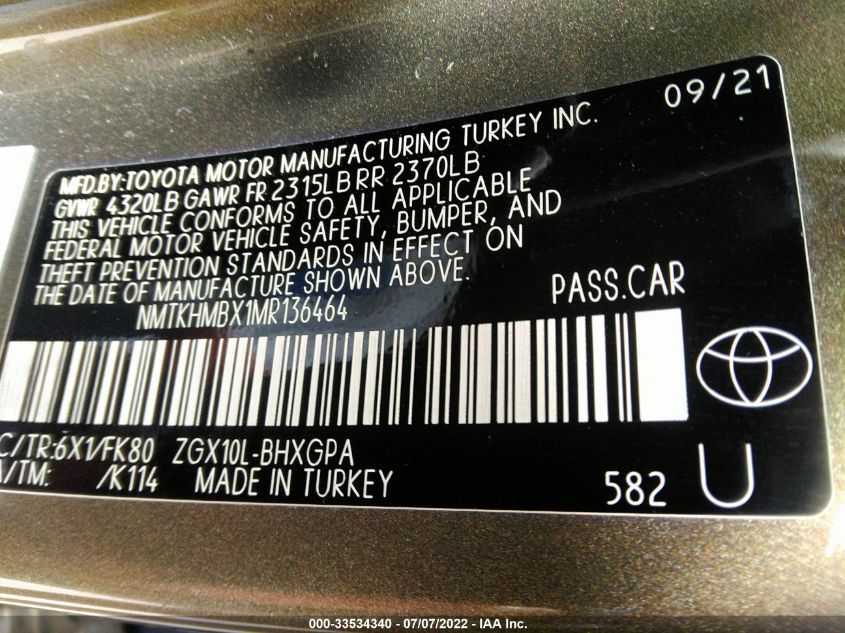 09/21
MFD.BY:TOYOTA MOTOR MANUFACTURING TURKEY INC.
GVWR 4320LB GAWR FR 2315LB RR 2370LB
THIS VEHICLE CONFORMS TO ALL APPLICABLE
FEDERAL MOTOR VEHICLE SAFETY, BUMPER, AND
THEFT PREVENTION STANDARDS IN EFFECT ON
THE DATE OF MANUFACTURE SHOWN ABOVE.
NMTKHMBX1MR136464 PASS.CAR
C/TR:6X1/FK80 ZGX10L-BHXGPA
A/TM: /K114 MADE IN TURKEY 582 U
000-33534340 - 07/07/2022 - IAA Inc.